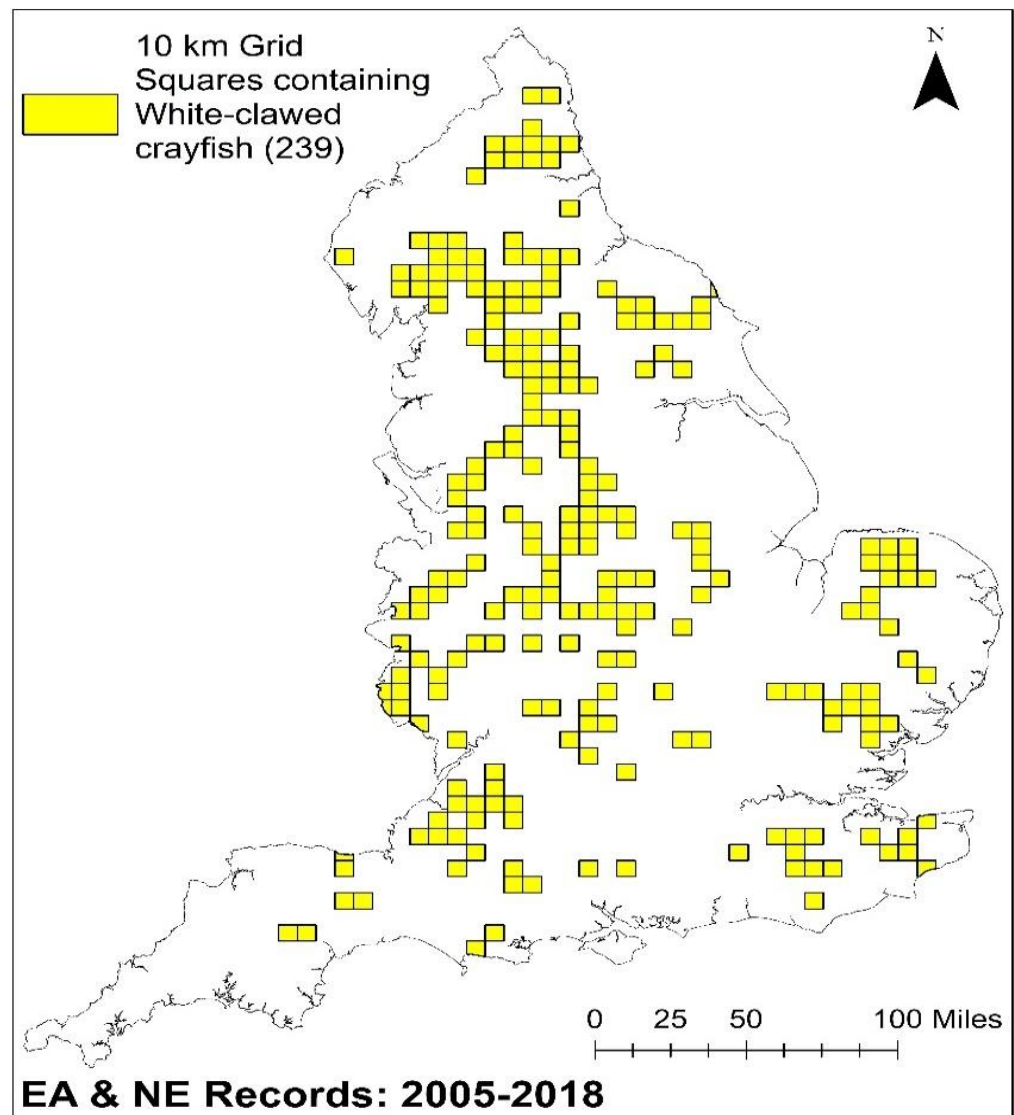 10 km Grid
Squares containing
White-clawed
crayfish (239)
N
0 25 50 100 Miles
EA & NE Records: 2005-2018